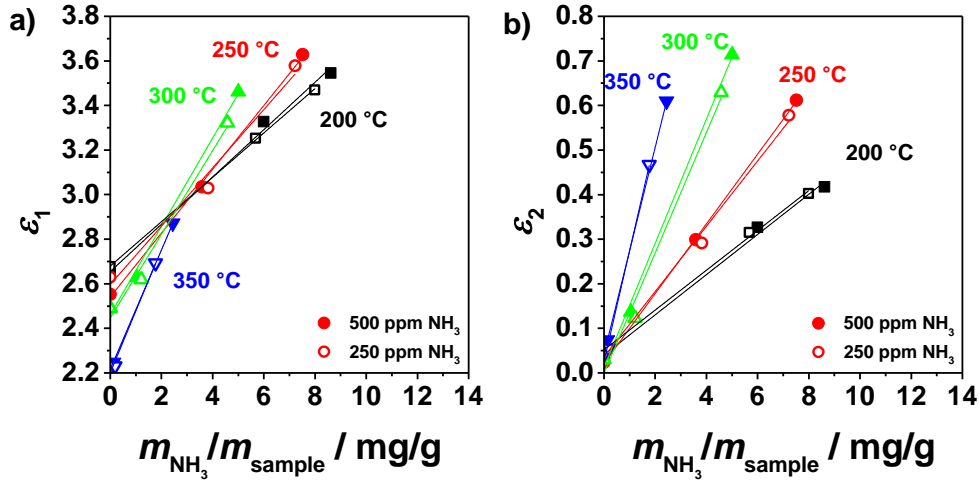 a)
3.8
3.6
3.4
3.2
3.0
2.8
2.6
2.4
2.2
ε1
250 °C
300 °C
200 °C
350 °C
500 ppm NH3
250 ppm NH3
0 2 4 6 8 10 12 14
mNH3/msample / mg/g
b)
0.8
0.7
0.6
0.5
0.4
0.3
0.2
0.1
0.0
ε2
300 °C
350 °C
250 °C
200 °C
500 ppm NH3
250 ppm NH3
0 2 4 6 8 10 12 14
mNH3/msample / mg/g